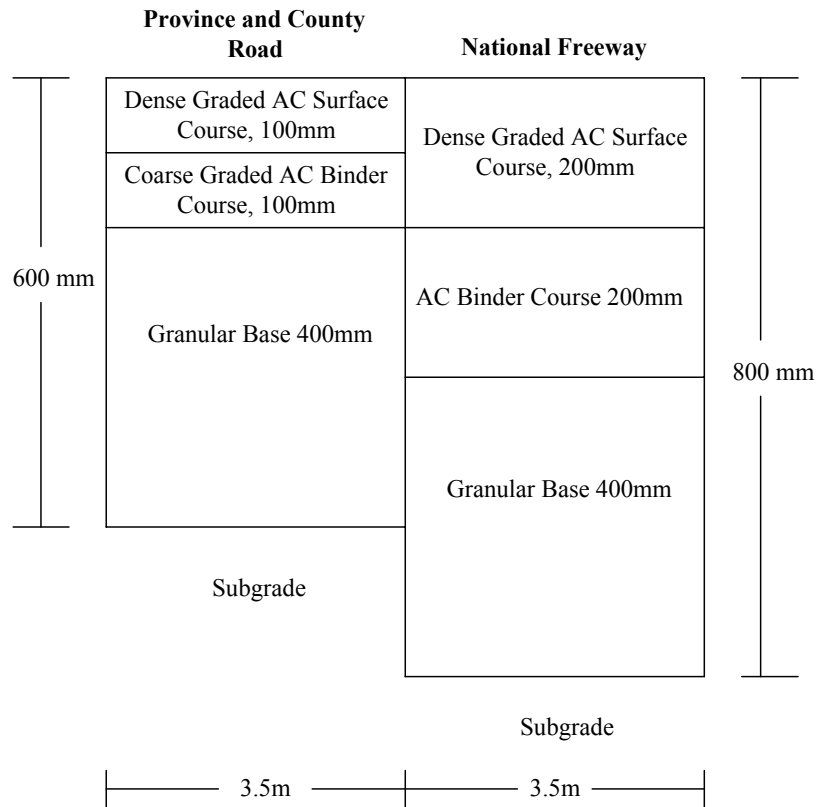 Province and County
Road
National Freeway
Dense Graded AC Surface
Course, 100mm
Dense Graded AC Surface
Course, 200mm
Coarse Graded AC Binder
Course, 100mm
600 mm
AC Binder Course 200mm
Granular Base 400mm
800 mm
Granular Base 400mm
Subgrade
Subgrade
3.5m
3.5m